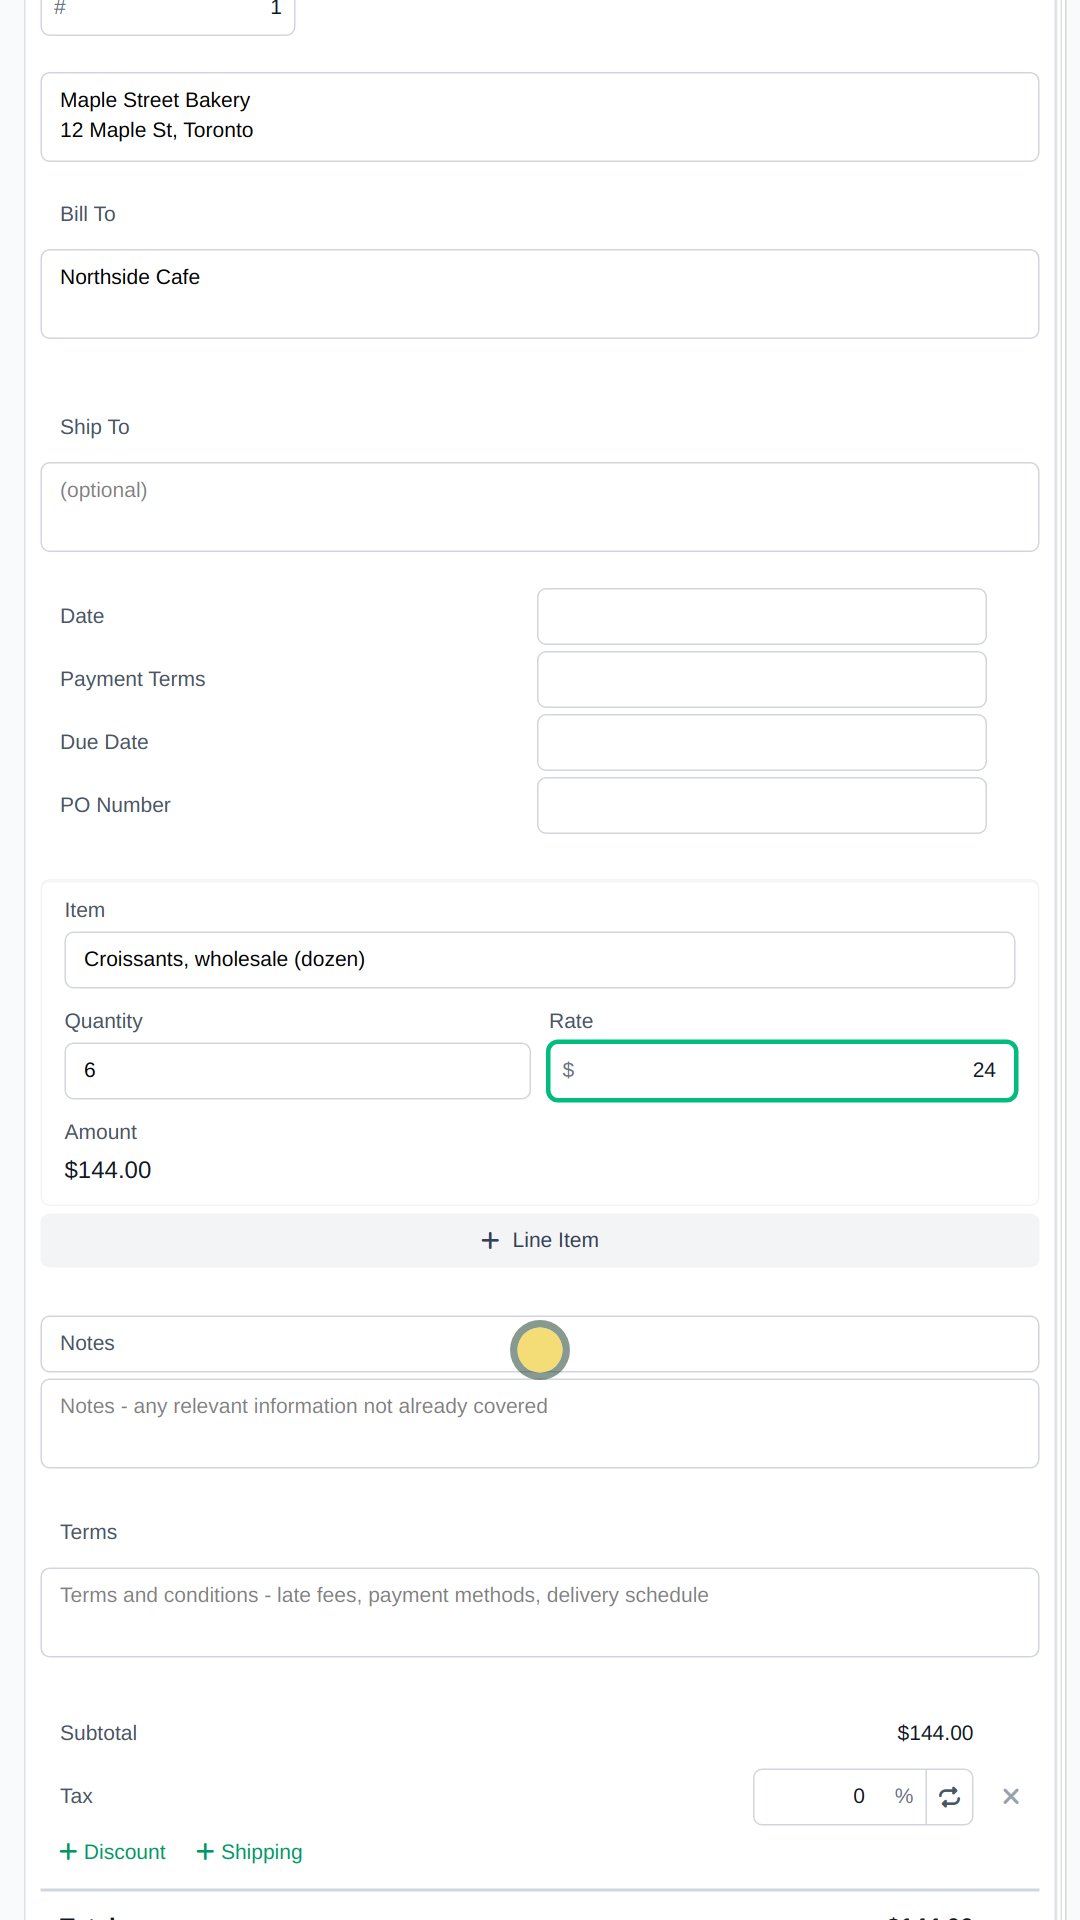 # 1
Maple Street Bakery
12 Maple St, Toronto
Bill To
Northside Cafe
Ship To
(optional)
Date
Payment Terms
Due Date
PO Number
Item
Croissants, wholesale (dozen)
Quantity Rate
6 $ 24
Amount
$144.00
+ Line Item
Notes
Notes - any relevant information not already covered
Terms
Terms and conditions - late fees, payment methods, delivery schedule
Subtotal $144.00
Tax 0 %
+ Discount + Shipping
Total $144.00